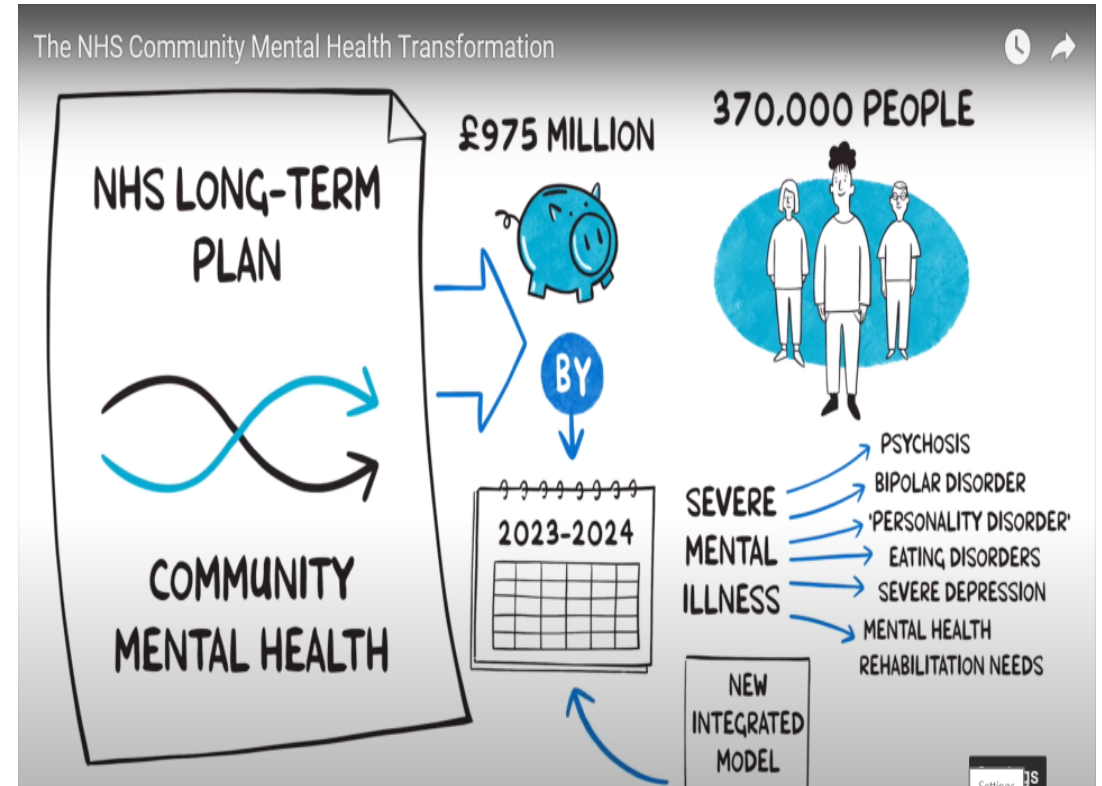 The NHS Community Mental Health Transformation
NHS LONG-TERM
PLAN
COMMUNITY
MENTAL HEALTH
£975 MILLION
BY
2023-2024
370,000 PEOPLE
SEVERE
MENTAL
ILLNESS
PSYCHOSIS
BIPOLAR DISORDER
'PERSONALITY DISORDER'
EATING DISORDERS
SEVERE DEPRESSION
MENTAL HEALTH
REHABILITATION NEEDS
NEW
INTEGRATED
MODEL